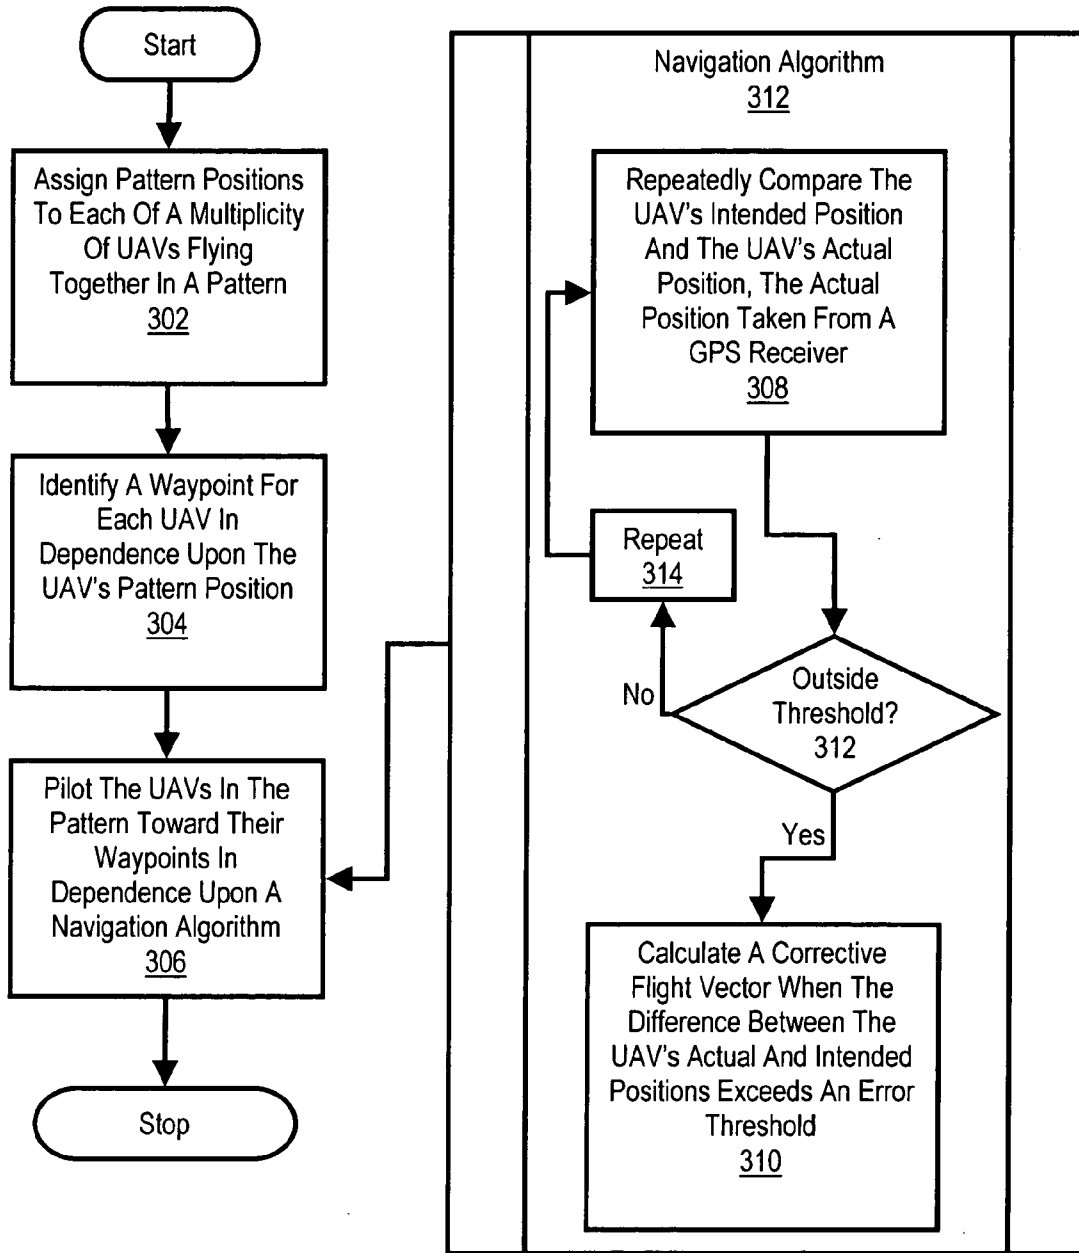 Start
Assign Pattern Positions
To Each Of A Multiplicity
Of UAVs Flying
Together In A Pattern
302
Identify A Waypoint For
Each UAV In
Dependence Upon The
UAV's Pattern Position
304
Pilot The UAVs In The
Pattern Toward Their
Waypoints In
Dependence Upon A
Navigation Algorithm
306
Stop
Navigation Algorithm
312
Repeatedly Compare The
UAV's Intended Position
And The UAV's Actual
Position, The Actual
Position Taken From A
GPS Receiver
308
Repeat
314
No
Outside
Threshold?
312
Yes
Calculate A Corrective
Flight Vector When The
Difference Between The
UAV's Actual And Intended
Positions Exceeds An Error
Threshold
310